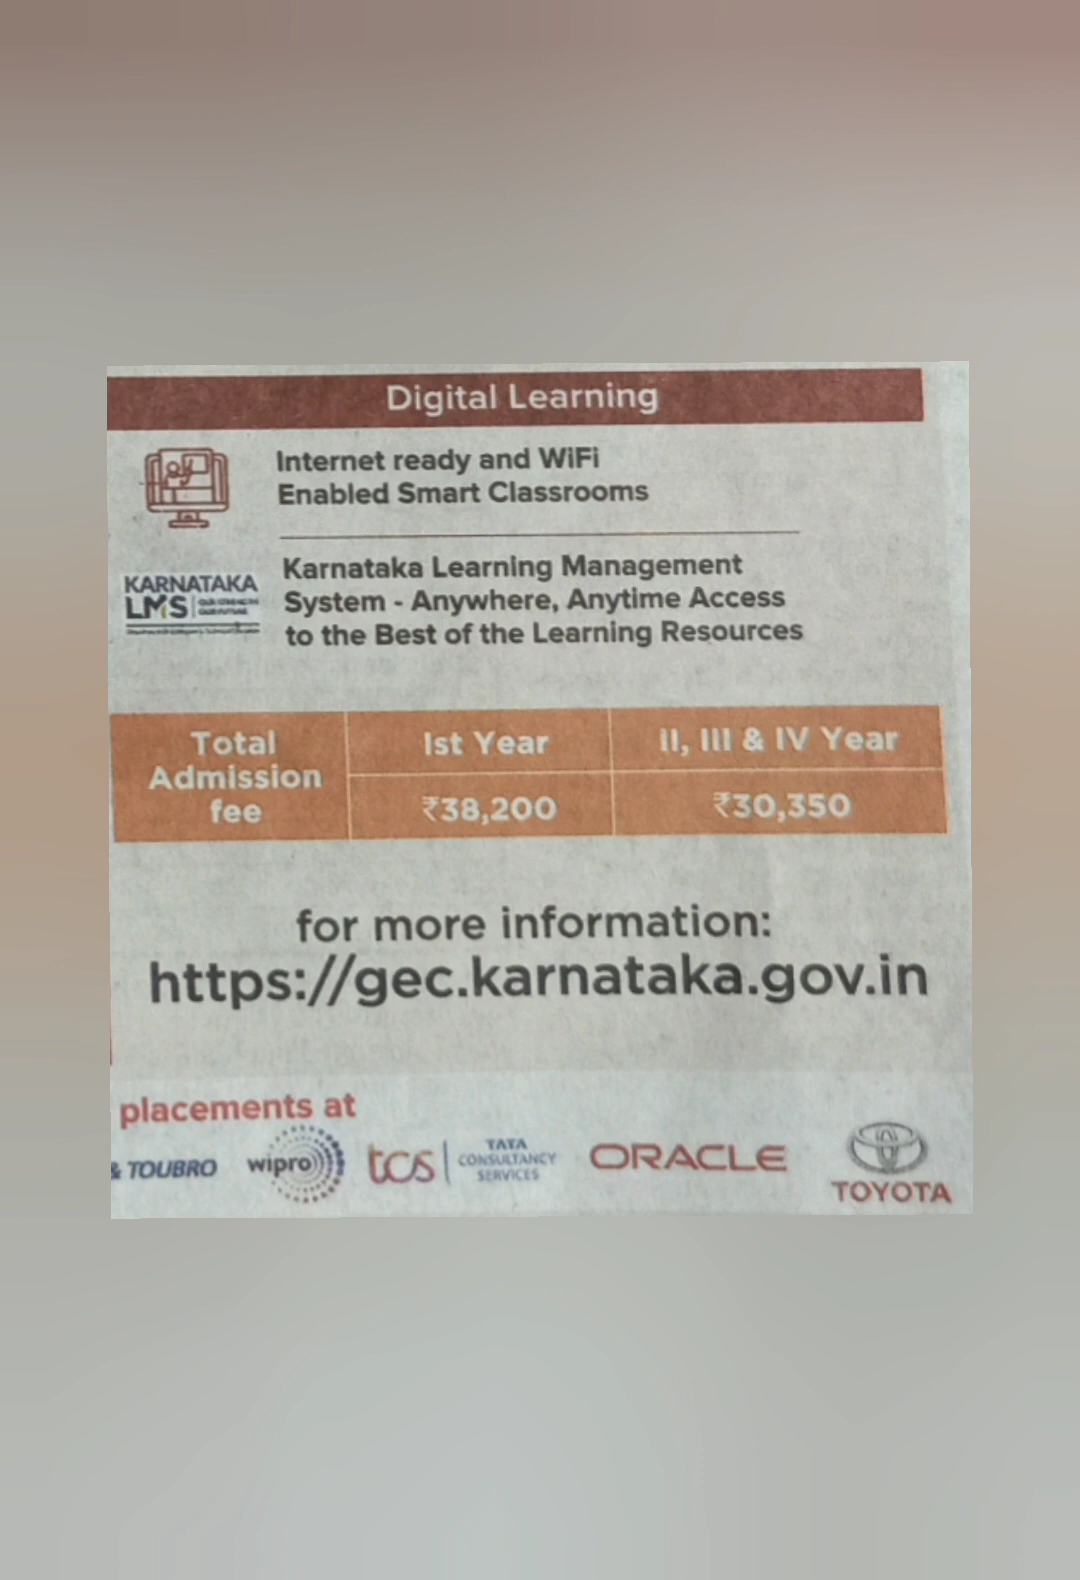 Digital Learning
Internet ready and WiFi
Enabled Smart Classrooms
KARNATAKA
LMS
Karnataka Learning Management
System - Anywhere, Anytime Access
to the Best of the Learning Resources
Total
Admission
fee
Ist Year
II, III & IV Year
₹38,200
₹30,350
for more information:
https://gec.karnataka.gov.in
placements at
& TOUBRO
wipro
tcs
TATA
CONSULTANCY
SERVICES
ORACLE
TOYOTA